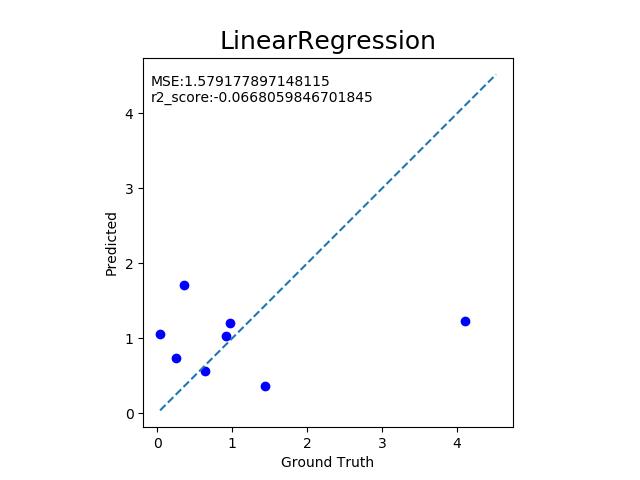 LinearRegression
MSE:1.579177897148115
r2_score:-0.0668059846701845
4
3
2
1
0
Predicted
0 1 2 3 4
Ground Truth